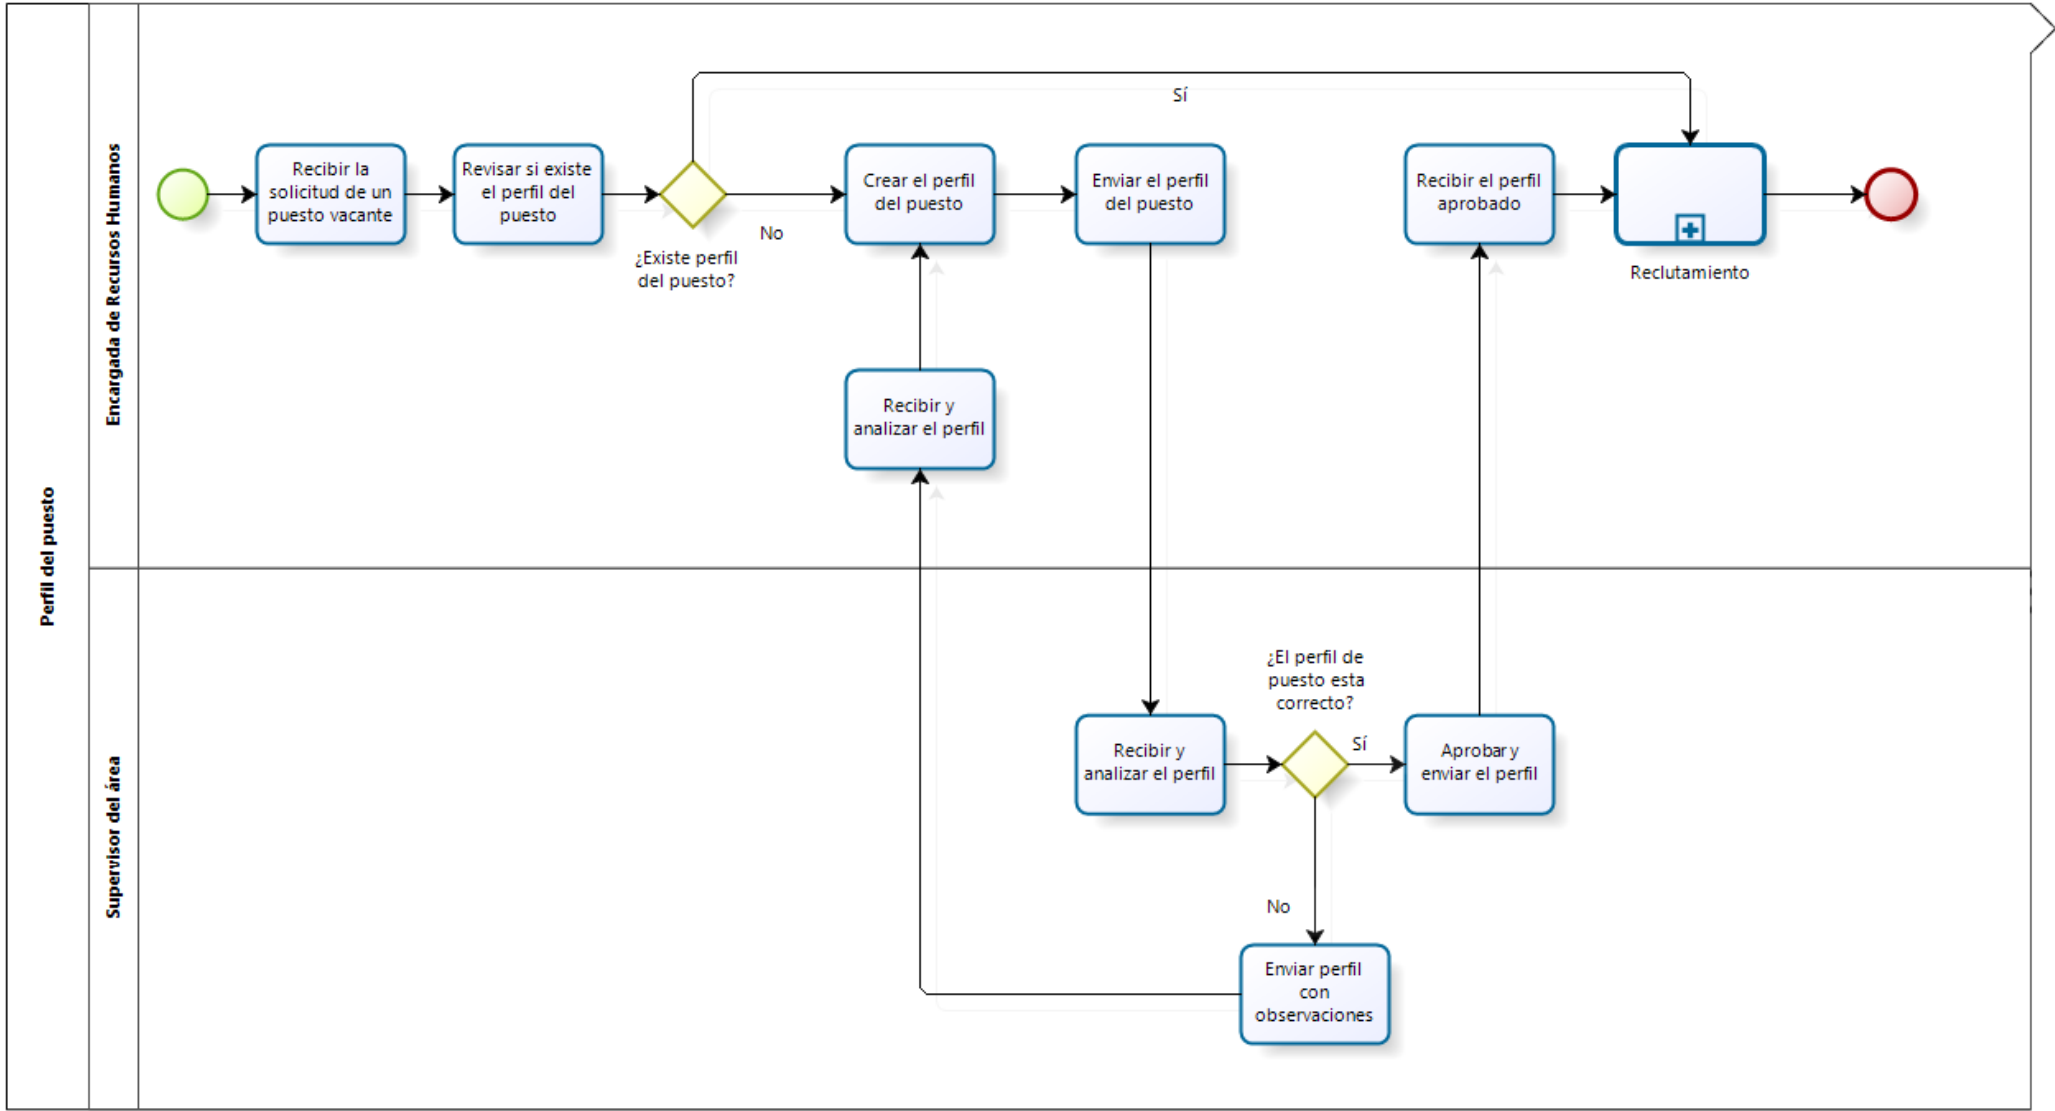 Perfil del puesto
Encargada de Recursos Humanos
Sí
Recibir la
solicitud de un
puesto vacante
Revisar si existe
el perfil del
puesto
¿Existe perfil
del puesto?
No
Crear el perfil
del puesto
Enviar el perfil
del puesto
Recibir el perfil
aprobado
Reclutamiento
Recibir y
analizar el perfil
Supervisor del área
Recibir y
analizar el perfil
¿El perfil de
puesto esta
correcto?
Sí
Aprobar y
enviar el perfil
No
Enviar perfil
con
observaciones